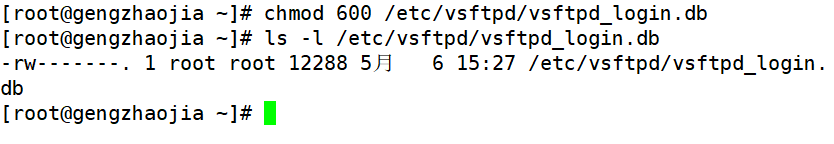 [root@gengzhaojia ~]# chmod 600 /etc/vsftpd/vsftpd_login.db
[root@gengzhaojia ~]# ls -l /etc/vsftpd/vsftpd_login.db
-rw-------. 1 root root 12288 5月   6 15:27 /etc/vsftpd/vsftpd_login.
db
[root@gengzhaojia ~]#